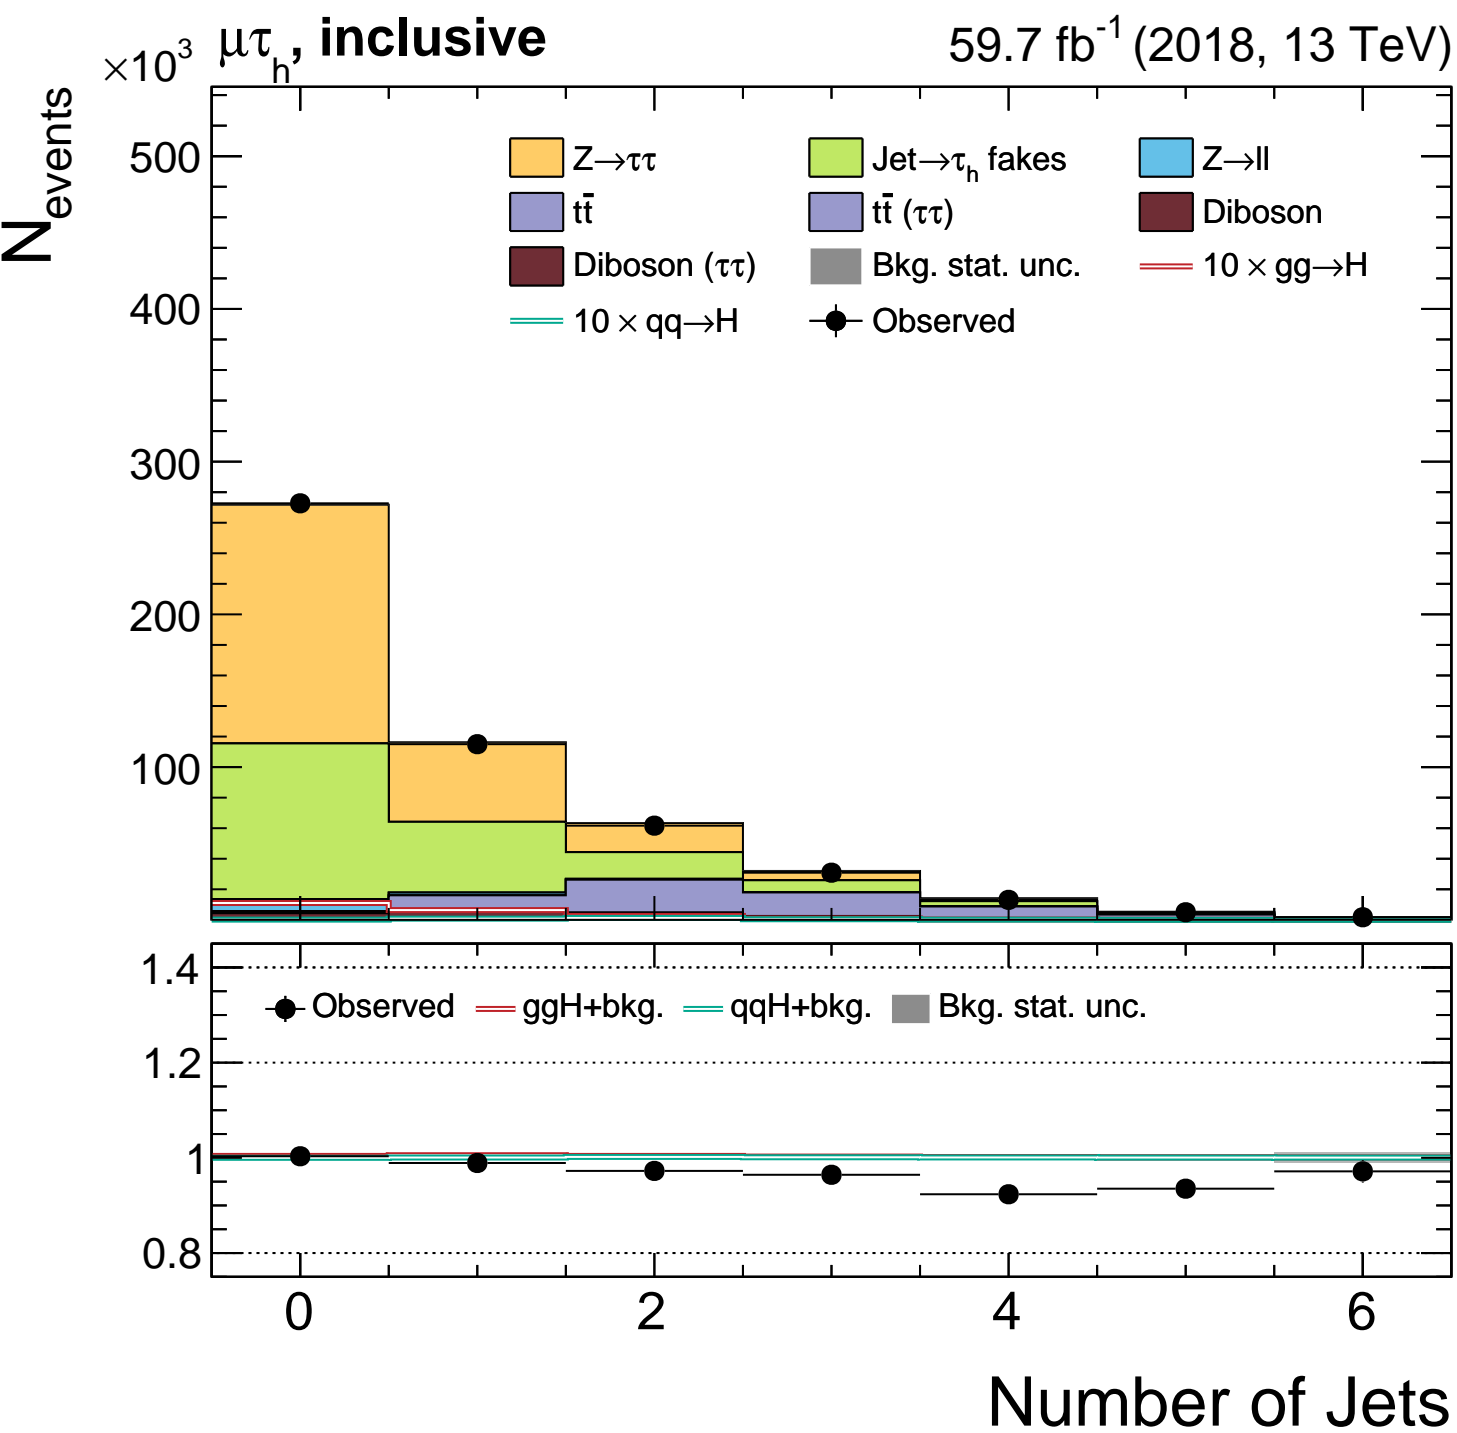 ×10³ μτₕ, inclusive 59.7 fb⁻¹ (2018, 13 TeV)
N_events
500
400
300
200
100
Z→ττ Jet→τₕ fakes Z→ll
tt̄ tt̄ (ττ) Diboson
Diboson (ττ) Bkg. stat. unc. 10 × gg→H
10 × qq→H Observed
1.4
1.2
1
0.8
Observed ggH+bkg. qqH+bkg. Bkg. stat. unc.
0 2 4 6
Number of Jets